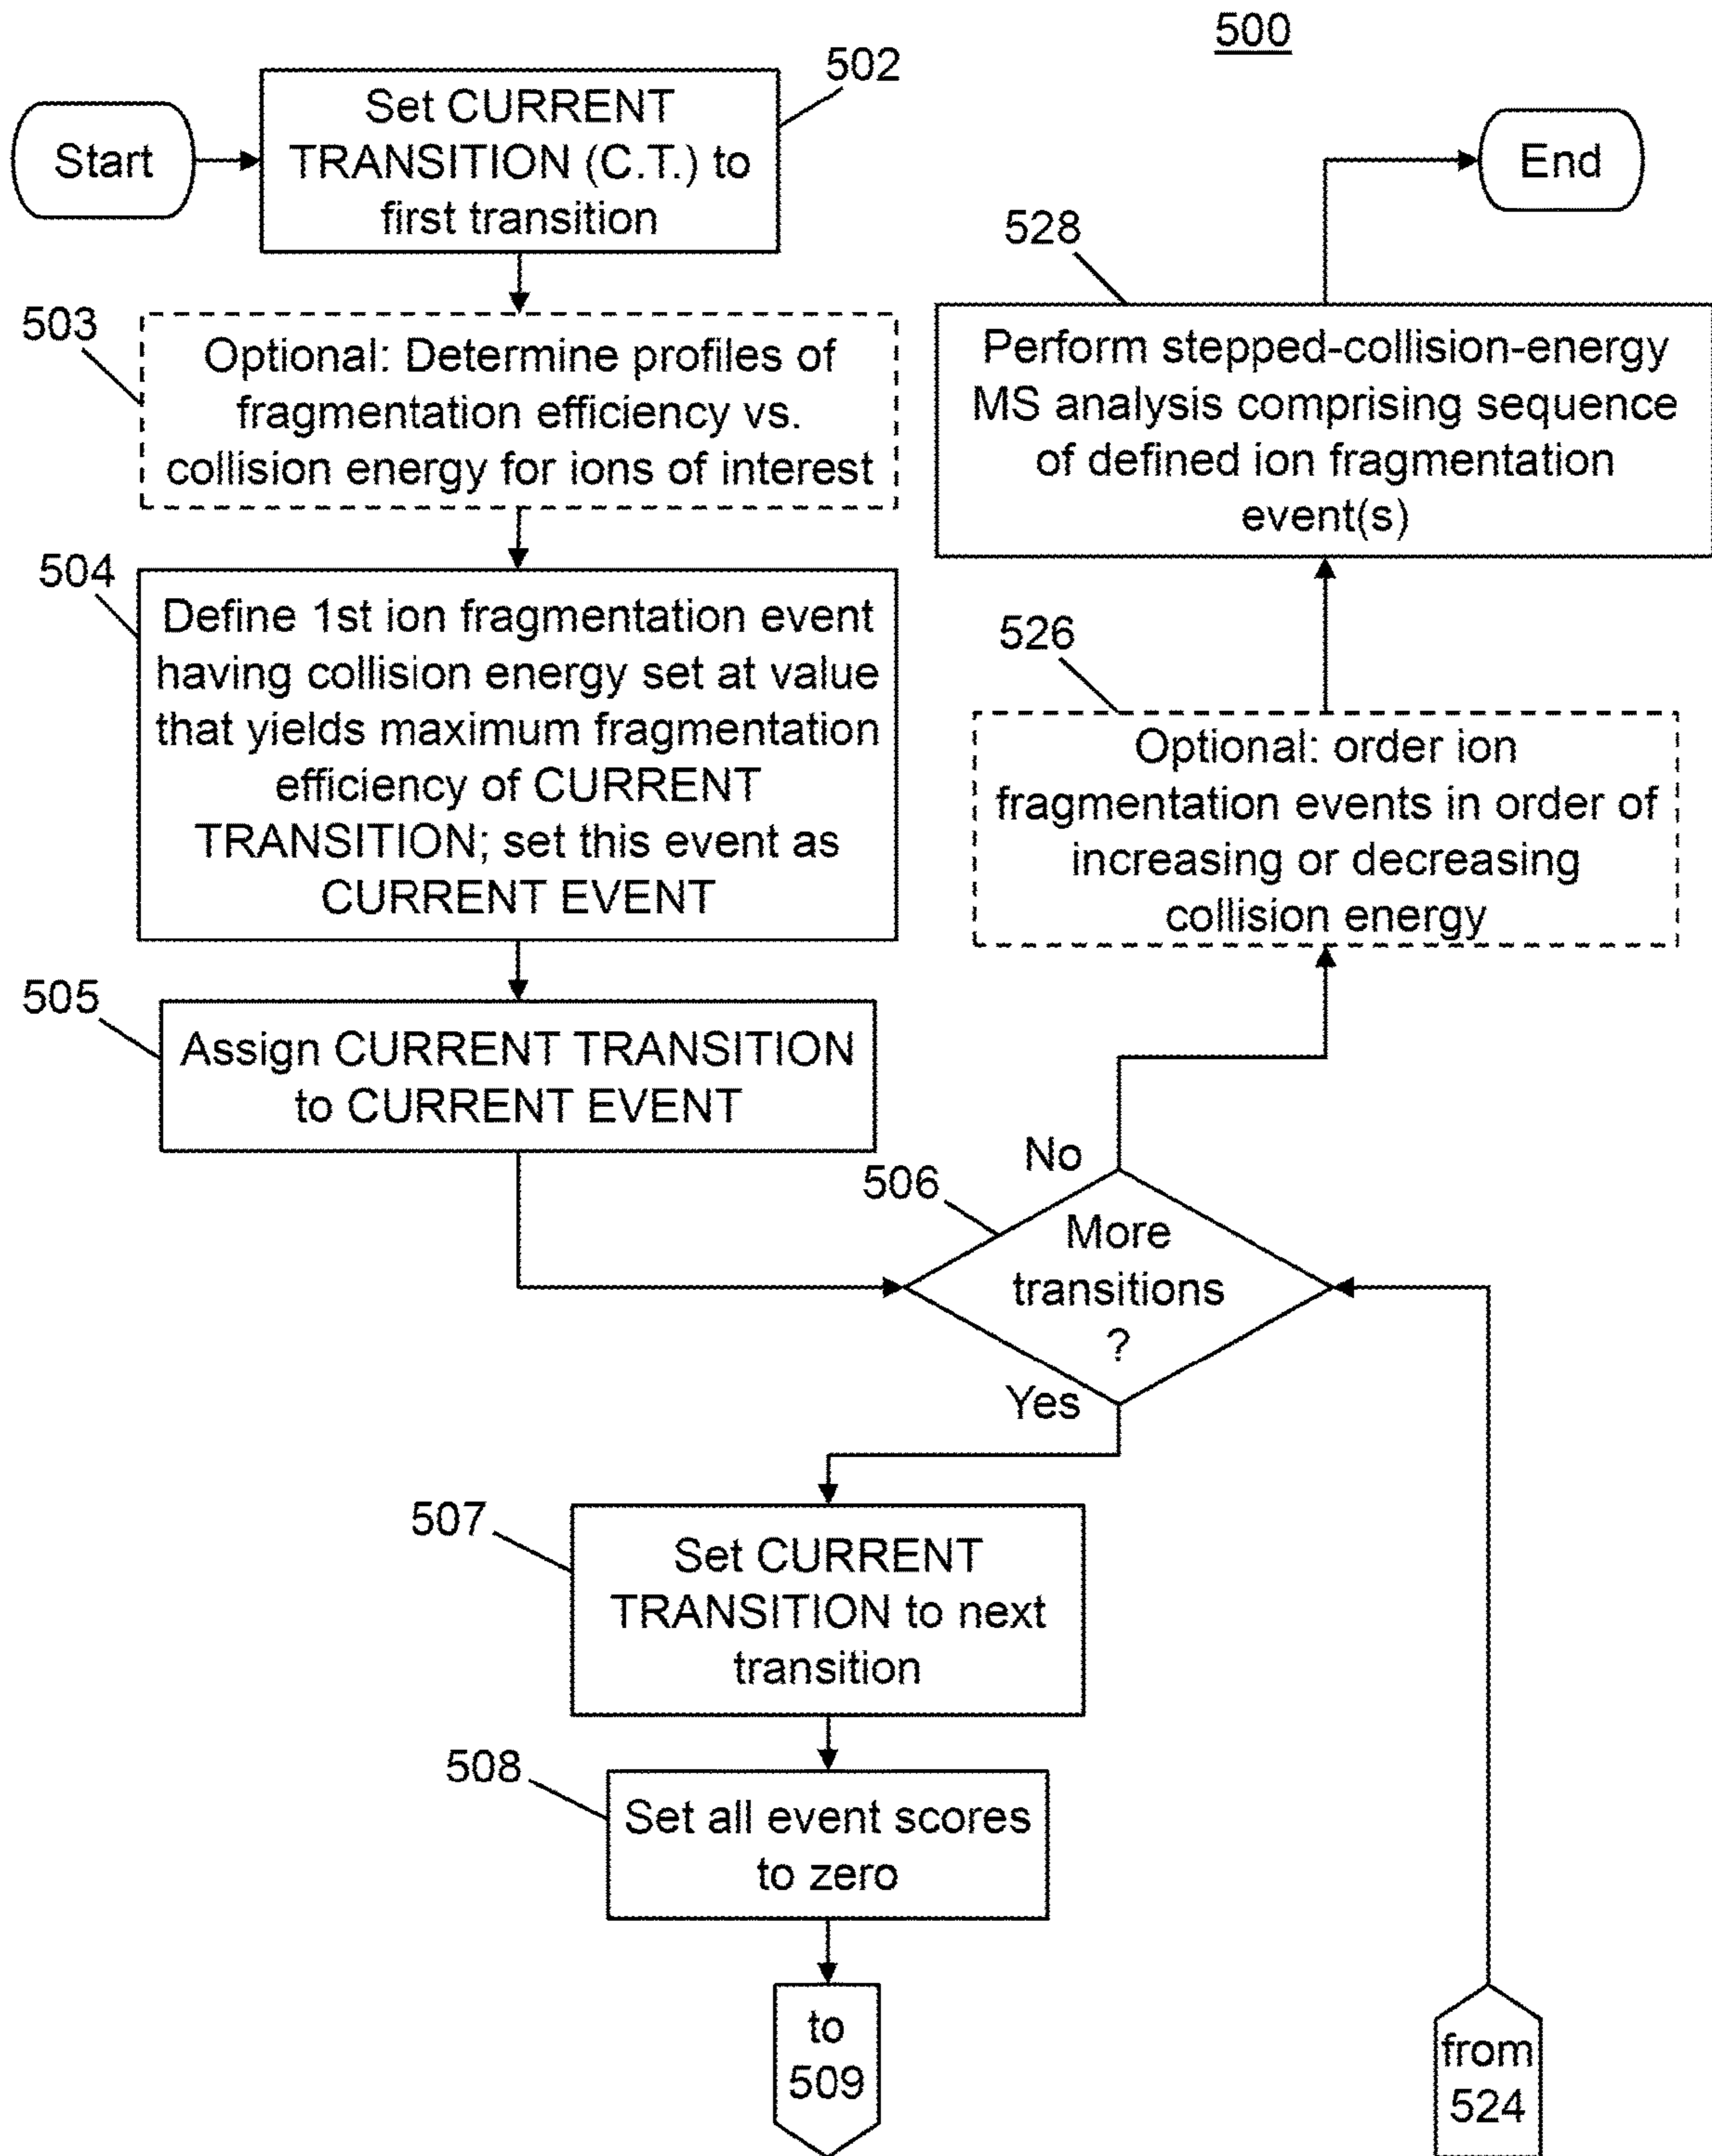 500
502
Start
Set CURRENT
TRANSITION (C.T.) to
first transition
End
503
Optional: Determine profiles of
fragmentation efficiency vs.
collision energy for ions of interest
528
Perform stepped-collision-energy
MS analysis comprising sequence
of defined ion fragmentation
event(s)
504
Define 1st ion fragmentation event
having collision energy set at value
that yields maximum fragmentation
efficiency of CURRENT
TRANSITION; set this event as
CURRENT EVENT
526
Optional: order ion
fragmentation events in order of
increasing or decreasing
collision energy
505
Assign CURRENT TRANSITION
to CURRENT EVENT
No
506
More
transitions
?
Yes
507
Set CURRENT
TRANSITION to next
transition
508
Set all event scores
to zero
to
509
from
524